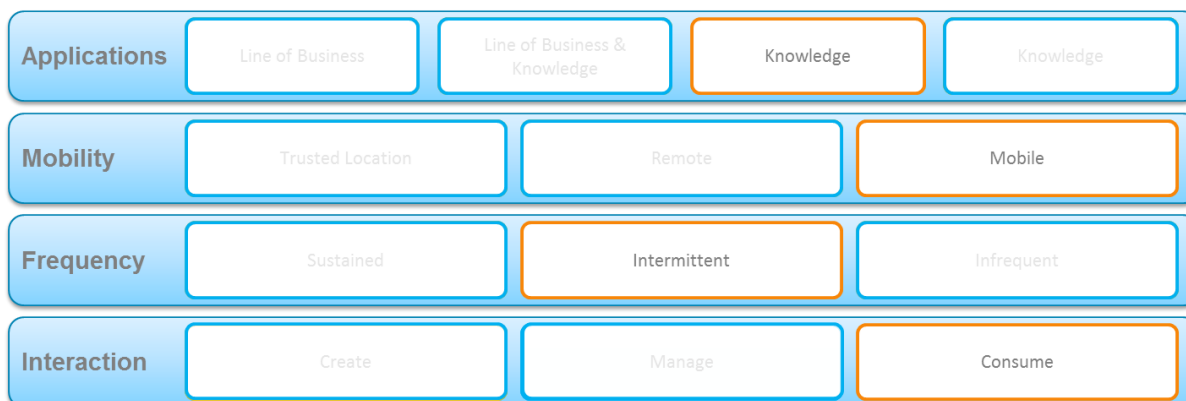 Applications
Line of Business
Line of Business &
Knowledge
Knowledge
Knowledge
Mobility
Trusted Location
Remote
Mobile
Frequency
Sustained
Intermittent
Infrequent
Interaction
Create
Manage
Consume